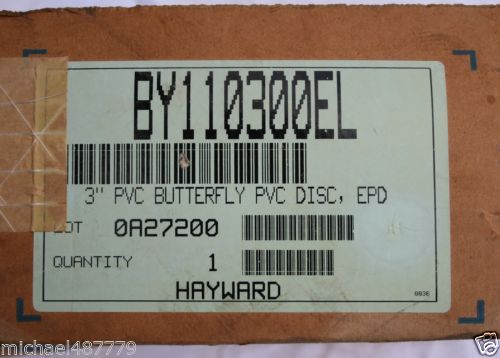 BY110300EL
3" PVC BUTTERFLY PVC DISC, EPD
LOT 0A27200
QUANTITY 1
HAYWARD
0036
michael487779